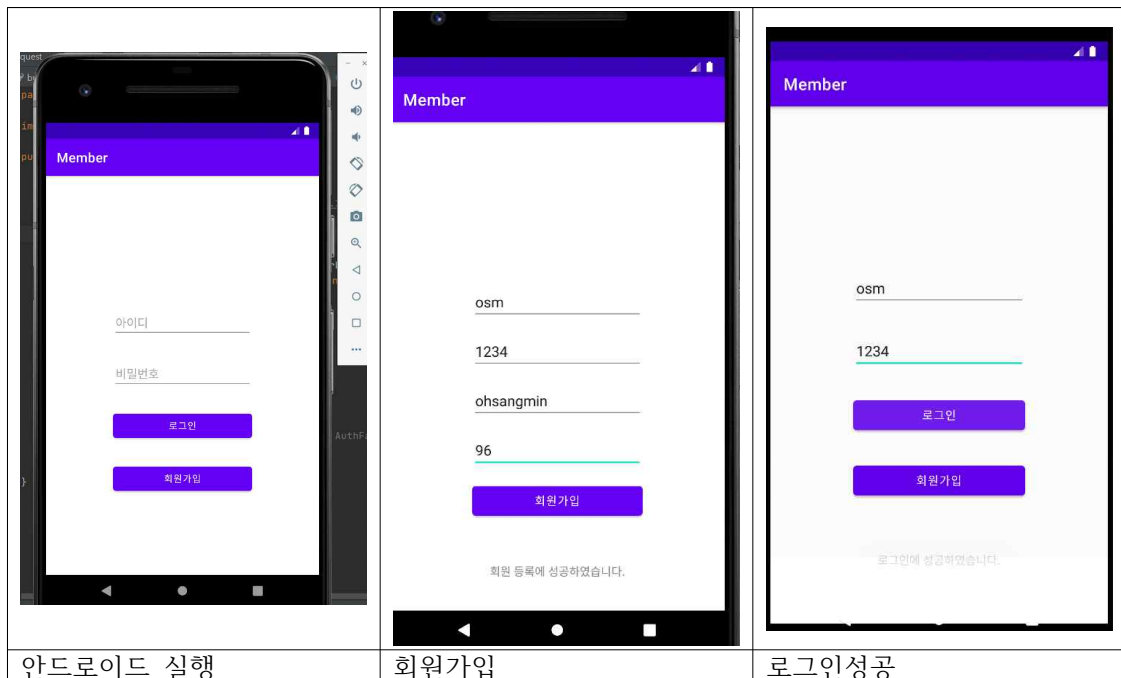 quest
Member
아이디
비밀번호
로그인
회원가입
AuthFa
안드로이드 실행
Member
osm
1234
ohsangmin
96
회원가입
회원 등록에 성공하였습니다.
회원가입
Member
osm
1234
로그인
회원가입
로그인에 성공하였습니다.
로그인성공